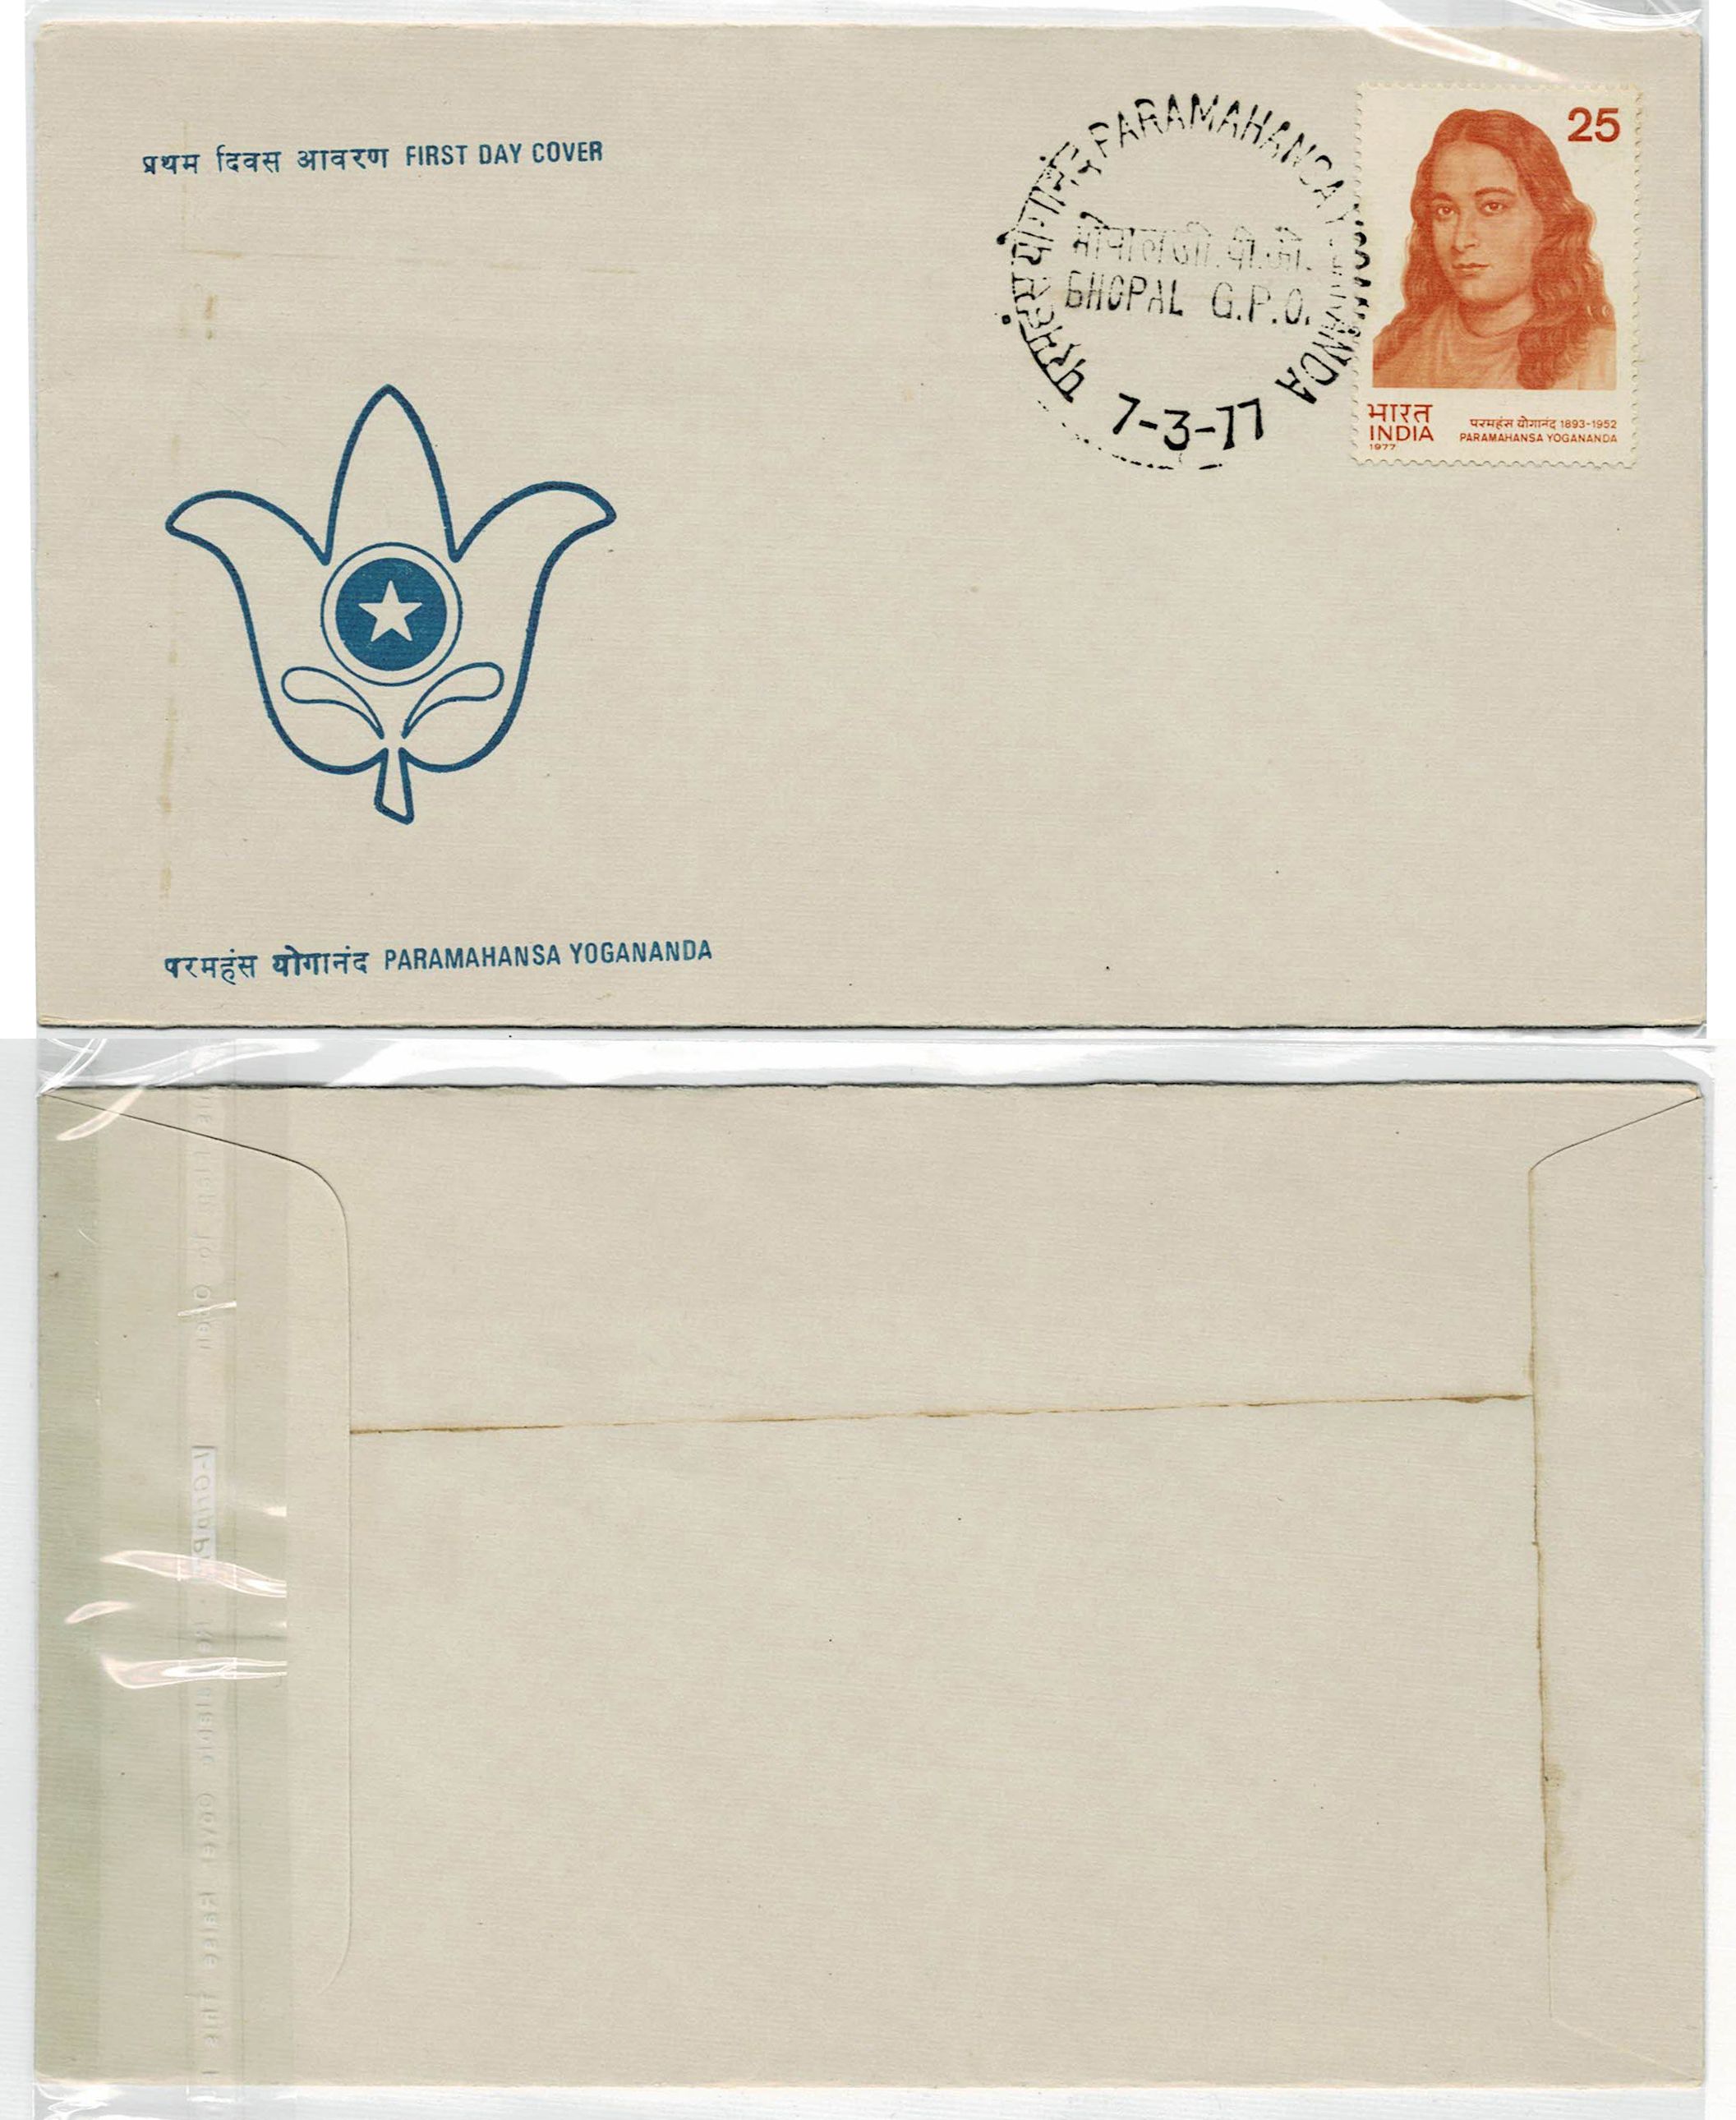 प्रथम दिवस आवरण FIRST DAY COVER
परमहंस योगानंद PARAMAHANSA YOGANANDA
भोपाल जी.पी.ओ.
BHOPAL G.P.O.
7-3-77
25
भारत
INDIA
1977
परमहंस योगानंद 1893-1952
PARAMAHANSA YOGANANDA
परमहंस योगानंद PARAMAHANSA YOGANANDA